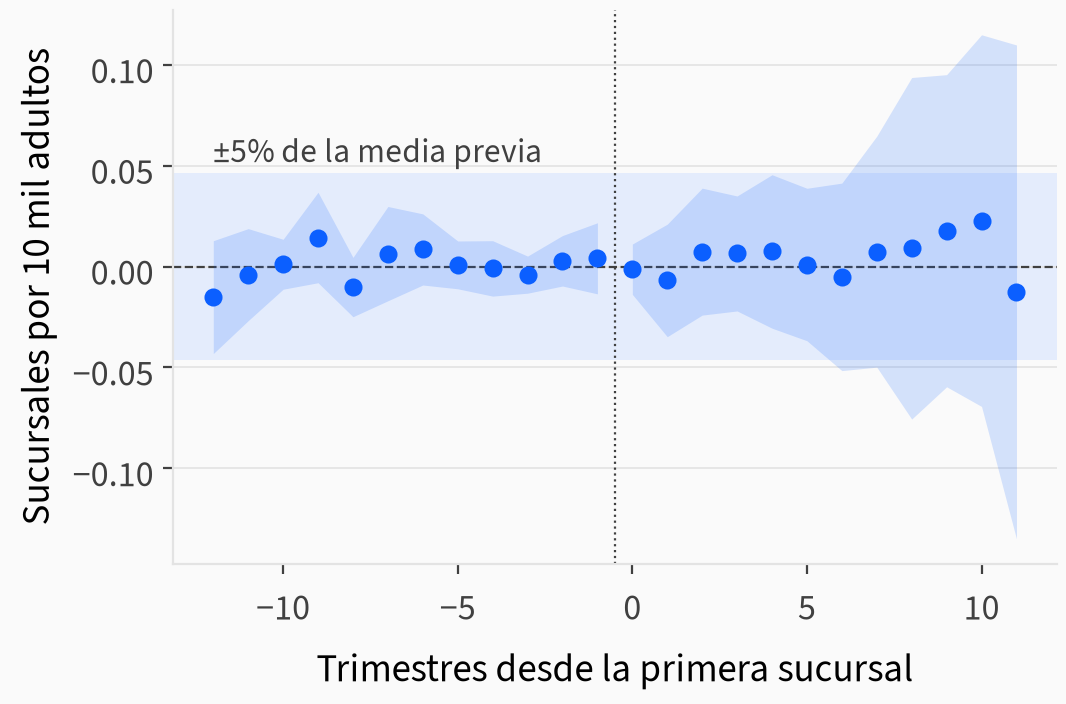 Sucursales por 10 mil adultos
0.10
0.05
0.00
−0.05
−0.10
±5% de la media previa
−10 −5 0 5 10
Trimestres desde la primera sucursal